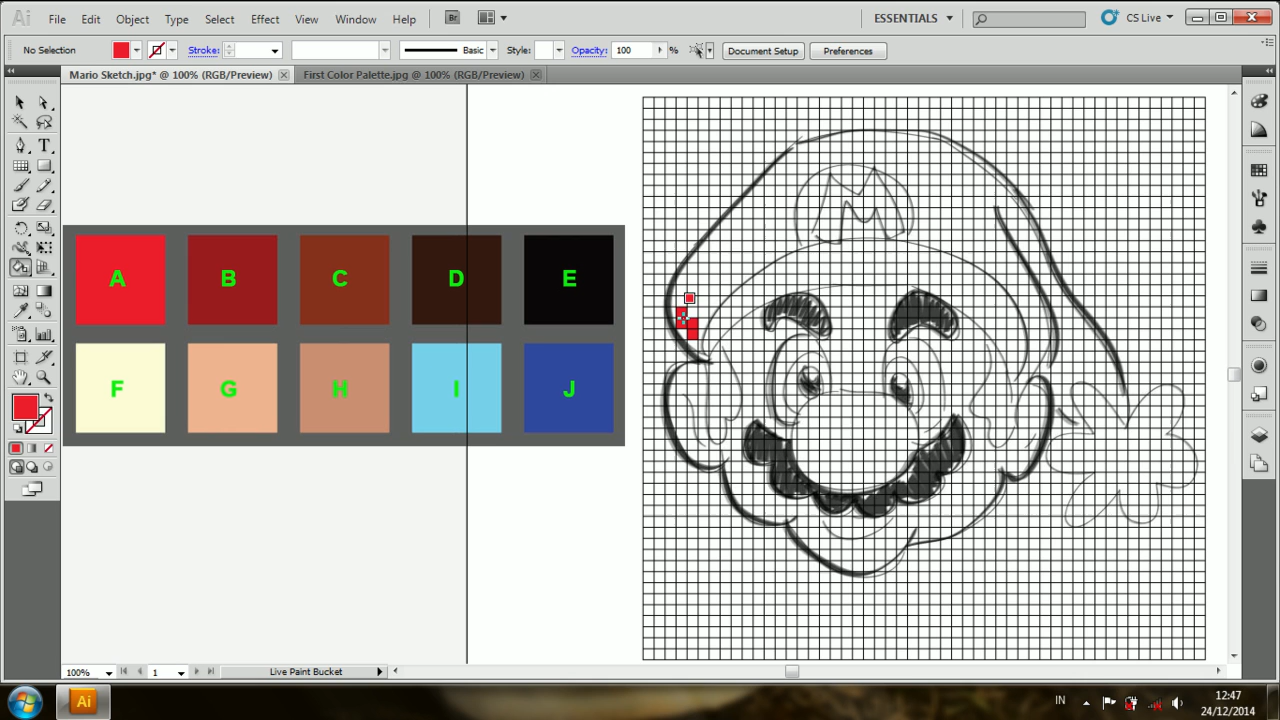 Ai File Edit Object Type Select Effect View Window Help Br ESSENTIALS CS Live
No Selection Stroke: Basic Style: Opacity: 100 % Document Setup Preferences
Mario Sketch.jpg* @ 100% (RGB/Preview) First Color Palette.jpg @ 100% (RGB/Preview)
T
M
A B C D E
F G H I J
100% 1 Live Paint Bucket
Ai IN 12:47
24/12/2014